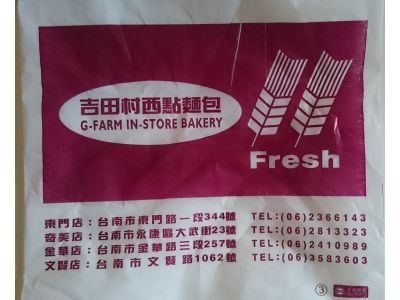 吉田村西點麵包
G-FARM IN-STORE BAKERY
Fresh
東門店：台南市東門路一段344號 TEL:(06)2366143
奇美店：台南市永康區大武街23號 TEL:(06)2813323
金華店：台南市金華路三段257號 TEL:(06)2410989
文賢店：台南市文賢路1062號 TEL:(06)3583603
③